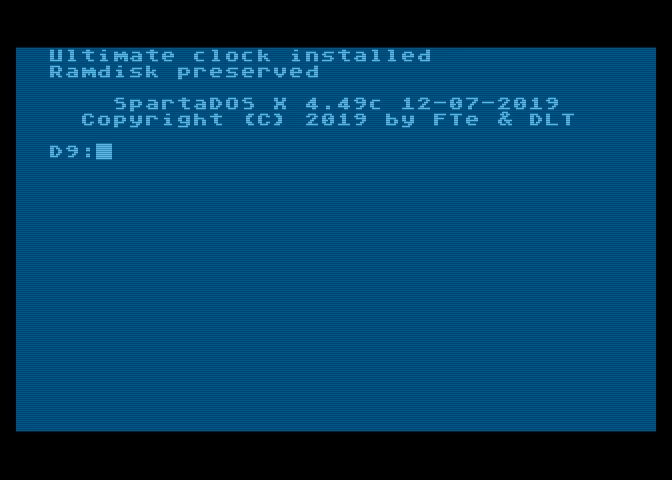 Ultimate clock installed
Ramdisk preserved
SpartaDOS X 4.49c 12-07-2019
Copyright (C) 2019 by FTe & DLT
D9: